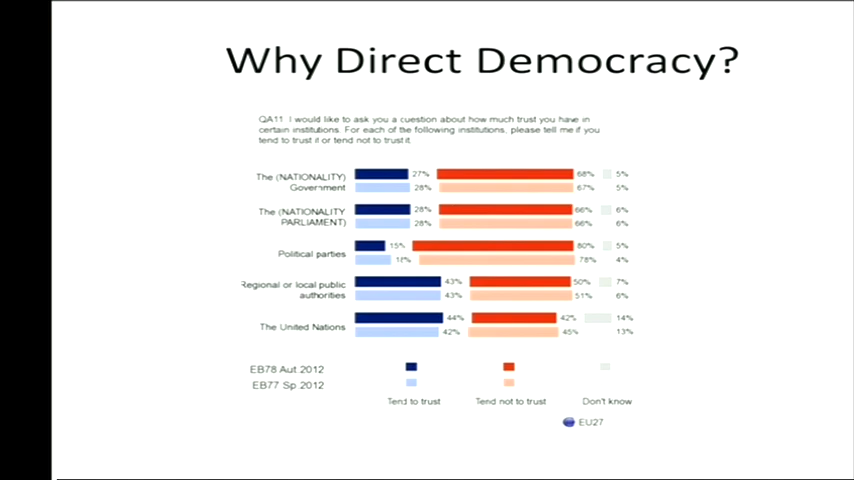 Why Direct Democracy?
QA11 I would like to ask you a cuestion about how much trust you have in
certain institutions. For each of the following institutions, please tell me if you
tend to trust it or tend not to trust it.
The (NATIONALITY) 27% 68% 5%
Government 28% 67% 5%
The (NATIONALITY 28% 66% 6%
PARLIAMENT) 28% 66% 6%
Political parties 15% 80% 5%
18% 78% 4%
Regional or local public 43% 50% 7%
authorities 43% 51% 6%
The United Nations 44% 42% 14%
42% 45% 13%
EB78 Aut.2012
EB77 Sp.2012
Tend to trust Tend not to trust Don't know
EU27